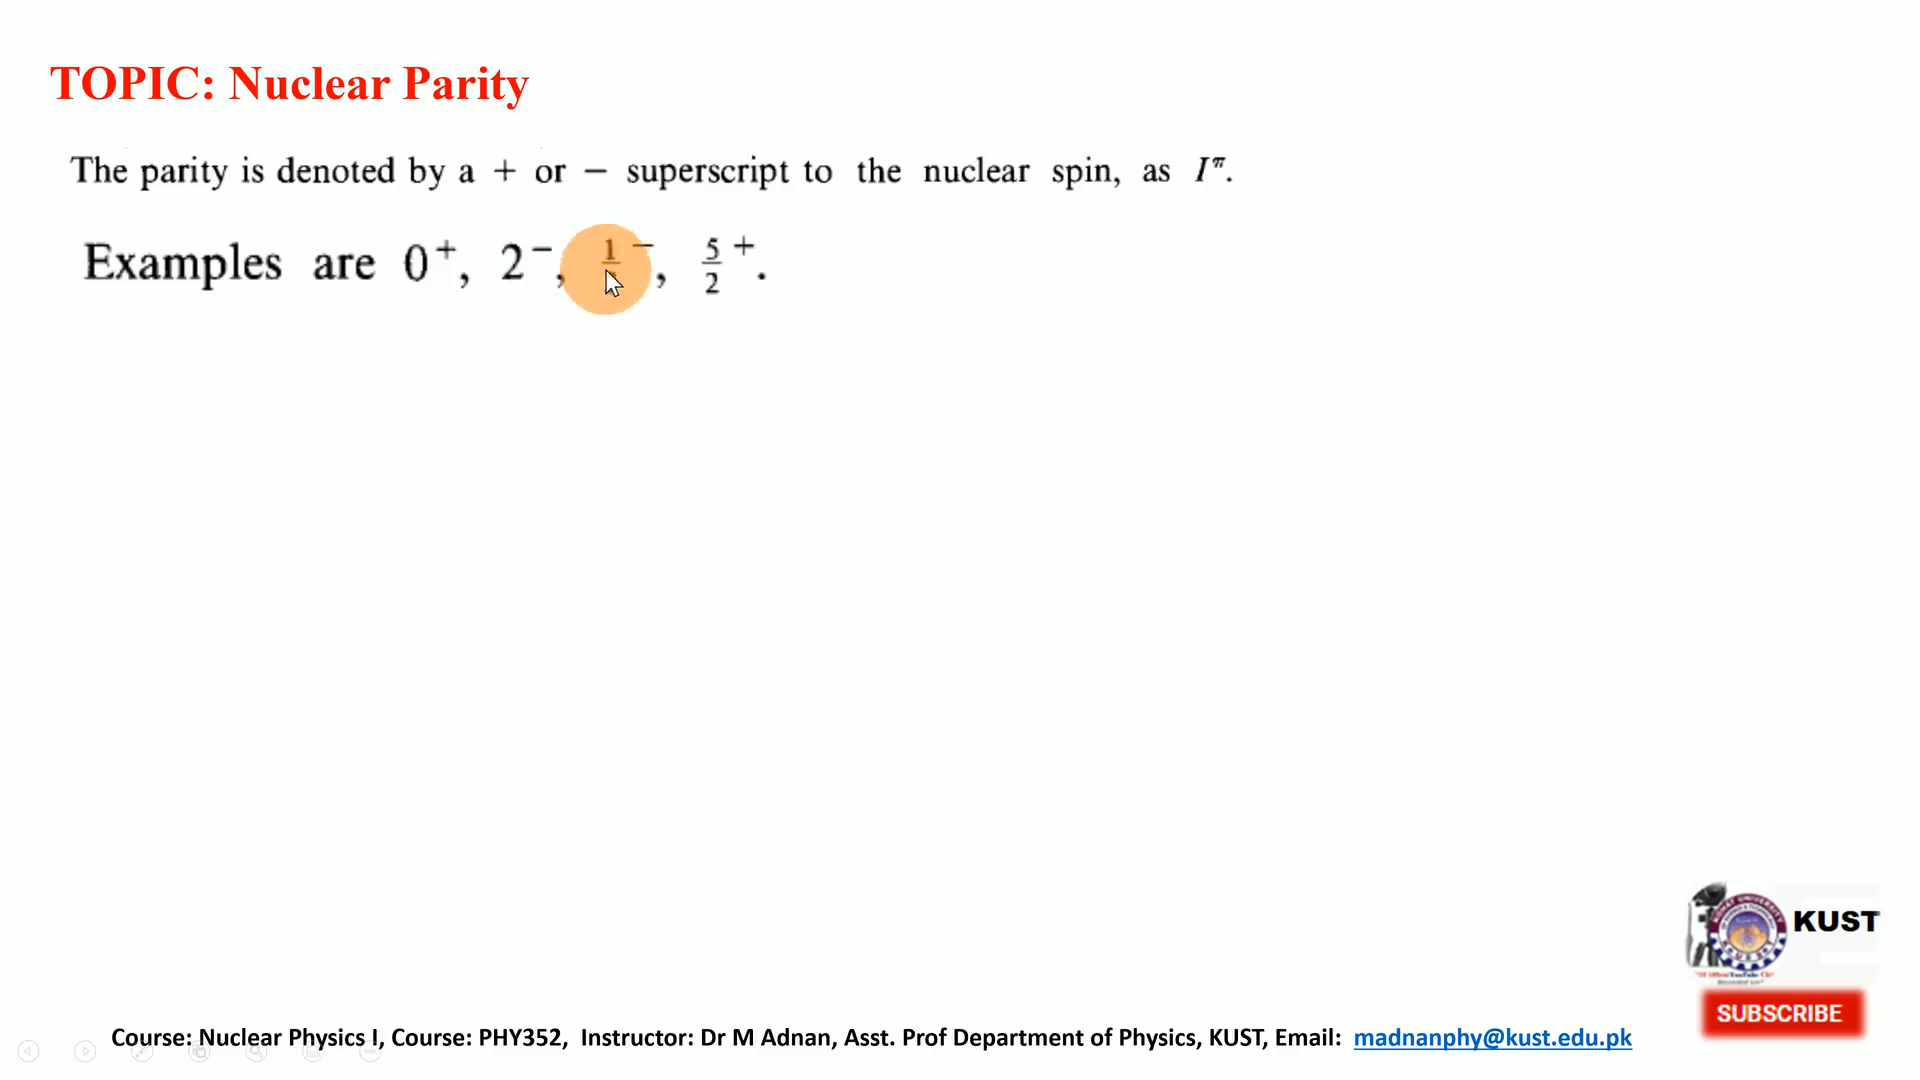 TOPIC: Nuclear Parity
The parity is denoted by a + or − superscript to the nuclear spin, as I^π.
Examples are 0⁺, 2⁻, 1⁻, 5/2⁺.
KUST
SUBSCRIBE
Course: Nuclear Physics I, Course: PHY352, Instructor: Dr M Adnan, Asst. Prof Department of Physics, KUST, Email: madnanphy@kust.edu.pk